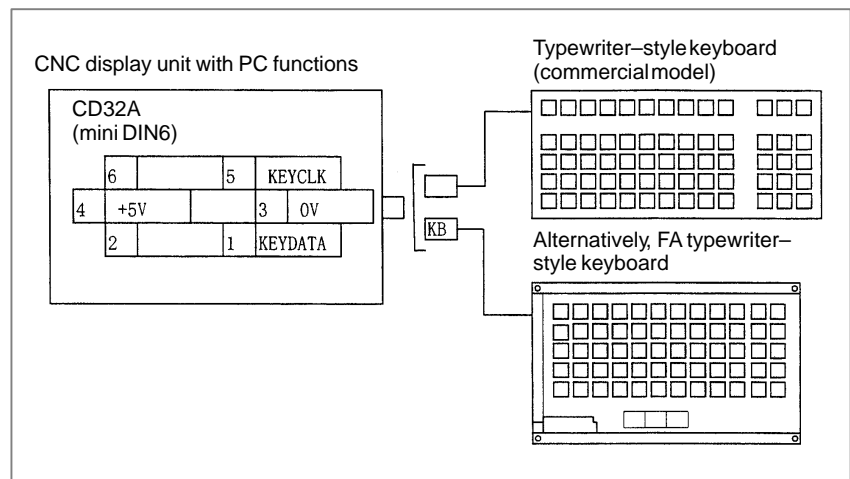 CNC display unit with PC functions
CD32A
(mini DIN6)
6 5 KEYCLK
4 +5V 3 0V
2 1 KEYDATA
KB
Typewriter–style keyboard
(commercial model)
Alternatively, FA typewriter–
style keyboard